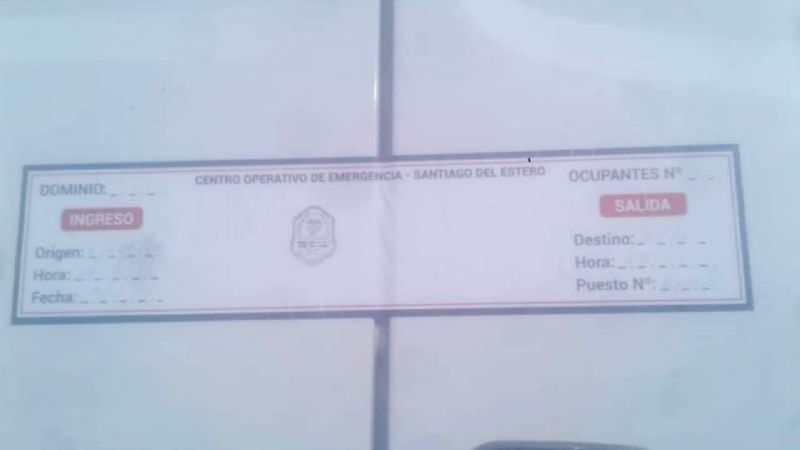 CENTRO OPERATIVO DE EMERGENCIA - SANTIAGO DEL ESTERO
DOMINIO:
INGRESO
Origen:
Hora:
Fecha:
OCUPANTES Nº
SALIDA
Destino:
Hora:
Puesto Nº: